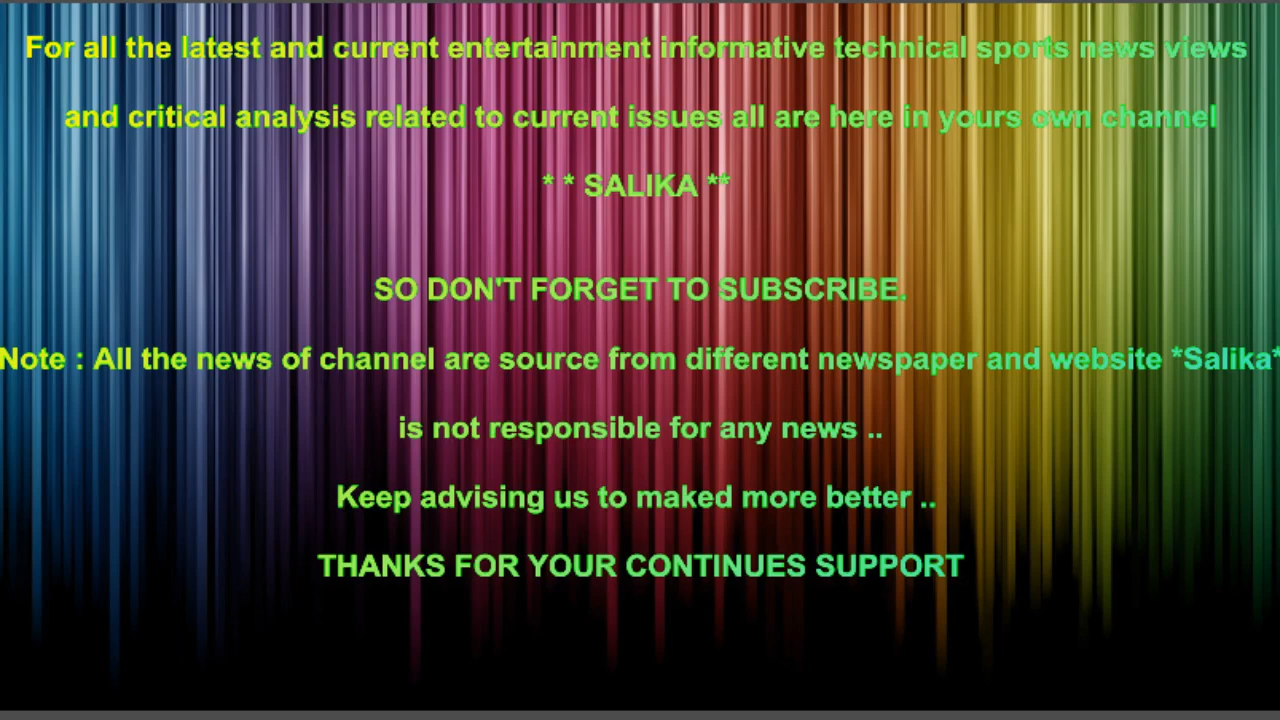 For all the latest and current entertainment informative technical sports news views
and critical analysis related to current issues all are here in yours own channel
* * SALIKA **
SO DON'T FORGET TO SUBSCRIBE.
Note : All the news of channel are source from different newspaper and website *Salika*
is not responsible for any news ..
Keep advising us to maked more better ..
THANKS FOR YOUR CONTINUES SUPPORT